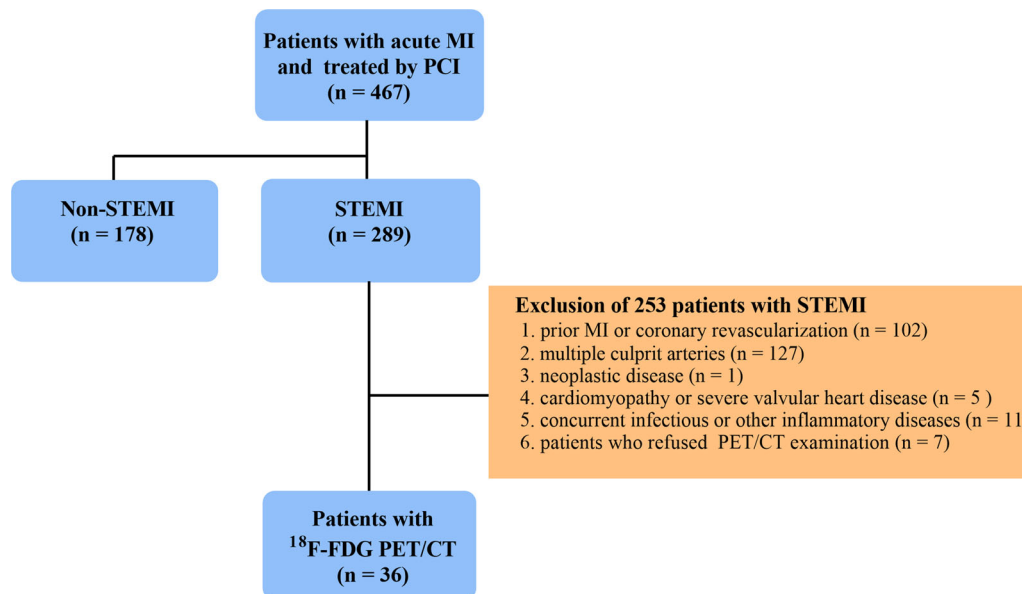 Patients with acute MI
and treated by PCI
(n = 467)
Non-STEMI
(n = 178)
STEMI
(n = 289)
Exclusion of 253 patients with STEMI
1. prior MI or coronary revascularization (n = 102)
2. multiple culprit arteries (n = 127)
3. neoplastic disease (n = 1)
4. cardiomyopathy or severe valvular heart disease (n = 5 )
5. concurrent infectious or other inflammatory diseases (n = 11
6. patients who refused PET/CT examination (n = 7)
Patients with
¹⁸F-FDG PET/CT
(n = 36)